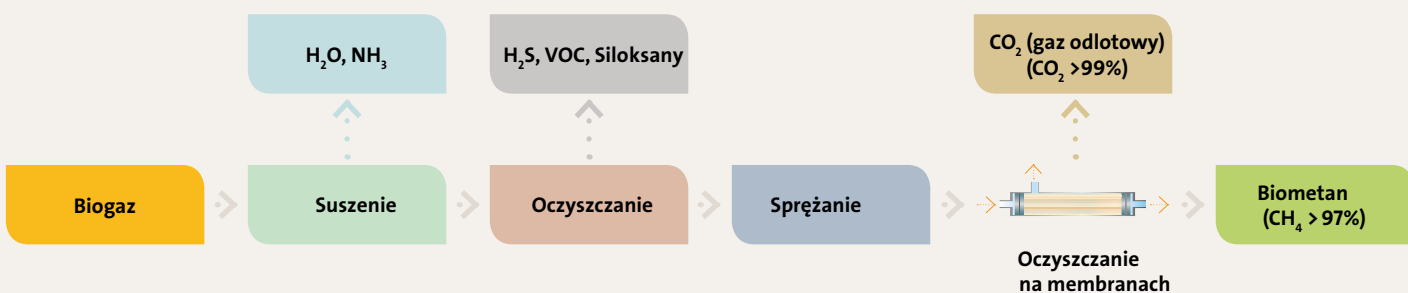 H₂O, NH₃
H₂S, VOC, Siloksany
CO₂ (gaz odlotowy)
(CO₂ >99%)
Biogaz
Suszenie
Oczyszczanie
Sprężanie
Biometan
(CH₄ > 97%)
Oczyszczanie
na membranach